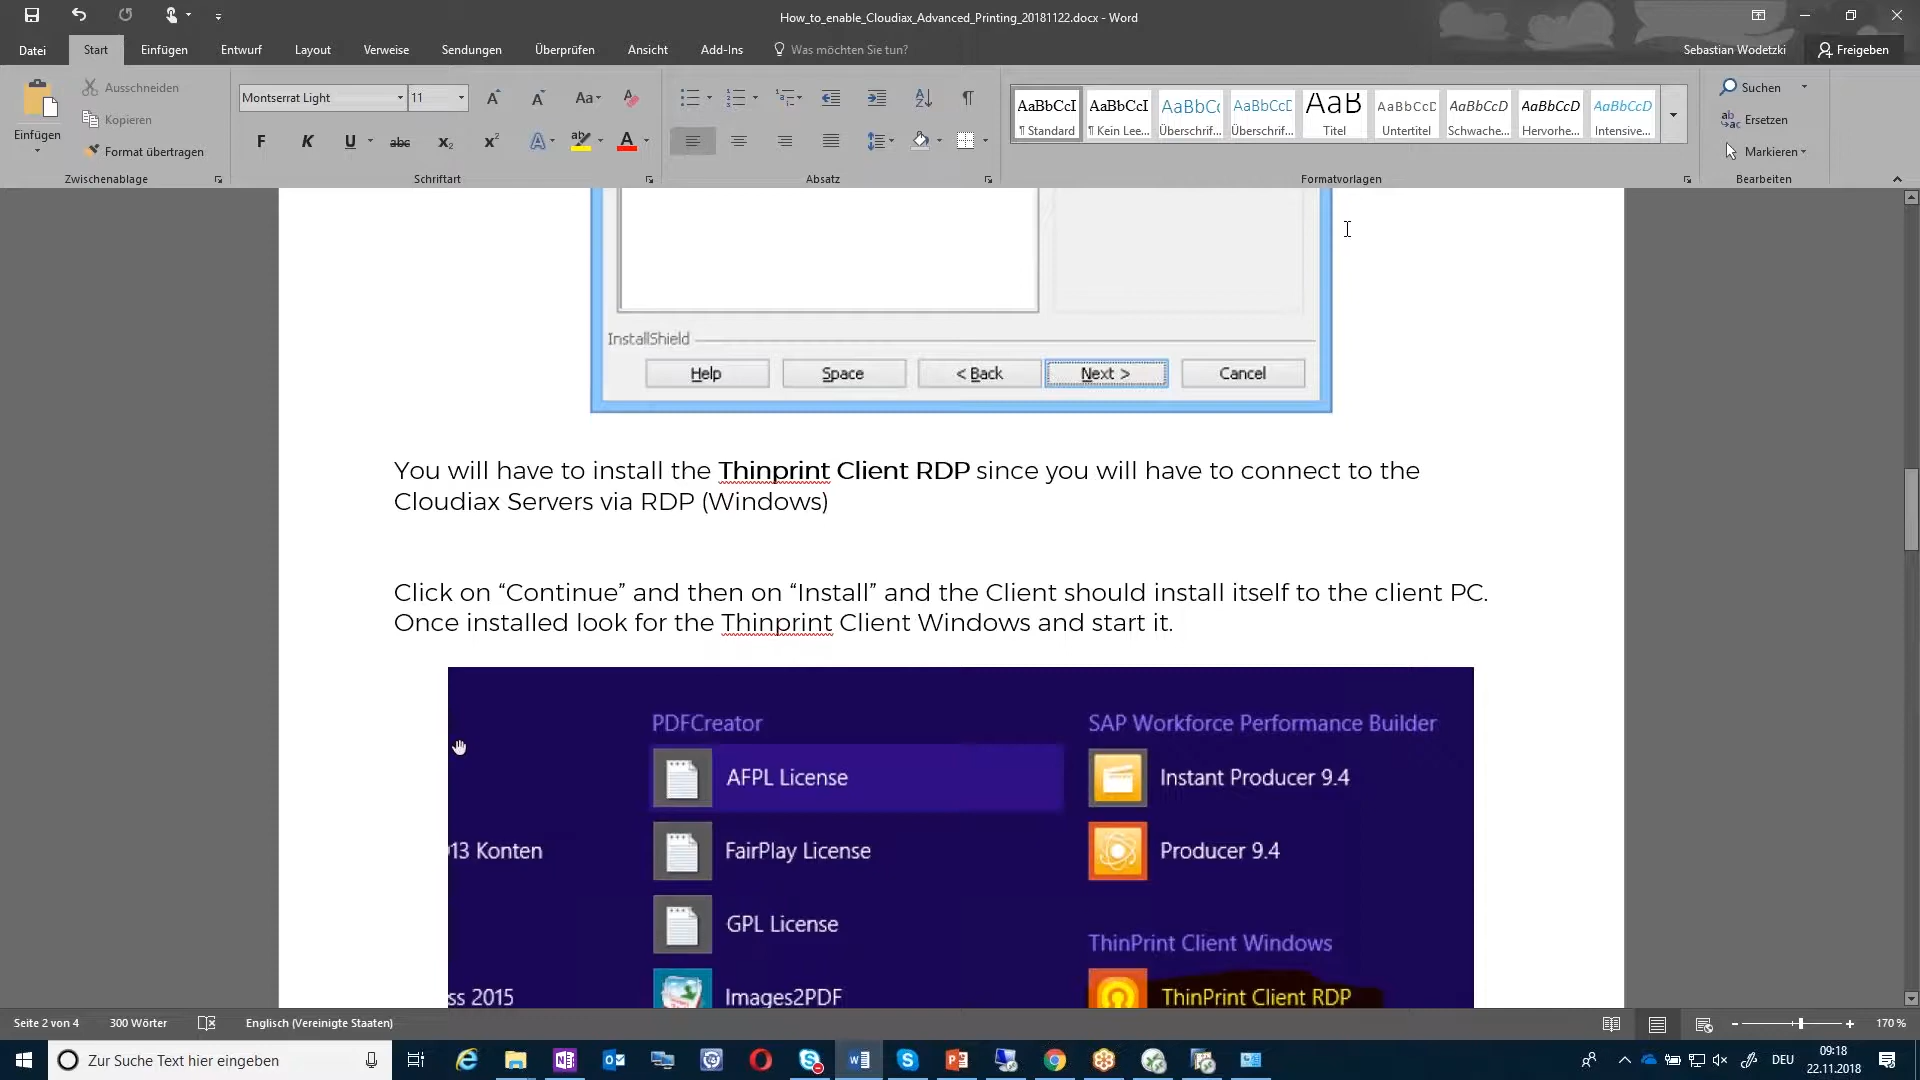 How_to_enable_Cloudiax_Advanced_Printing_20181122.docx - Word
Datei Start Einfügen Entwurf Layout Verweise Sendungen Überprüfen Ansicht Add-Ins Was möchten Sie tun? Sebastian Wodetzki Freigeben
Einfügen
Ausschneiden
Kopieren
Format übertragen
Zwischenablage
Montserrat Light 11
F K U abc X₂ X²
Schriftart
Absatz
AaBbCcI AaBbCcI AaBbC AaBbCcC AaB AaBbCcD AaBbCcD AaBbCcD AaBbCcD
¶ Standard ¶ Kein Lee... Überschrif... Überschrif... Titel Untertitel Schwache... Hervorhe... Intensive...
Formatvorlagen
Suchen
Ersetzen
Markieren
Bearbeiten
InstallShield
Help Space < Back Next > Cancel
You will have to install the Thinprint Client RDP since you will have to connect to the
Cloudiax Servers via RDP (Windows)
Click on “Continue” and then on “Install” and the Client should install itself to the client PC.
Once installed look for the Thinprint Client Windows and start it.
PDFCreator SAP Workforce Performance Builder
AFPL License Instant Producer 9.4
13 Konten FairPlay License Producer 9.4
GPL License
ThinPrint Client Windows
ss 2015 Images2PDF ThinPrint Client RDP
Seite 2 von 4 300 Wörter Englisch (Vereinigte Staaten) 170 %
Zur Suche Text hier eingeben DEU 09:18
22.11.2018